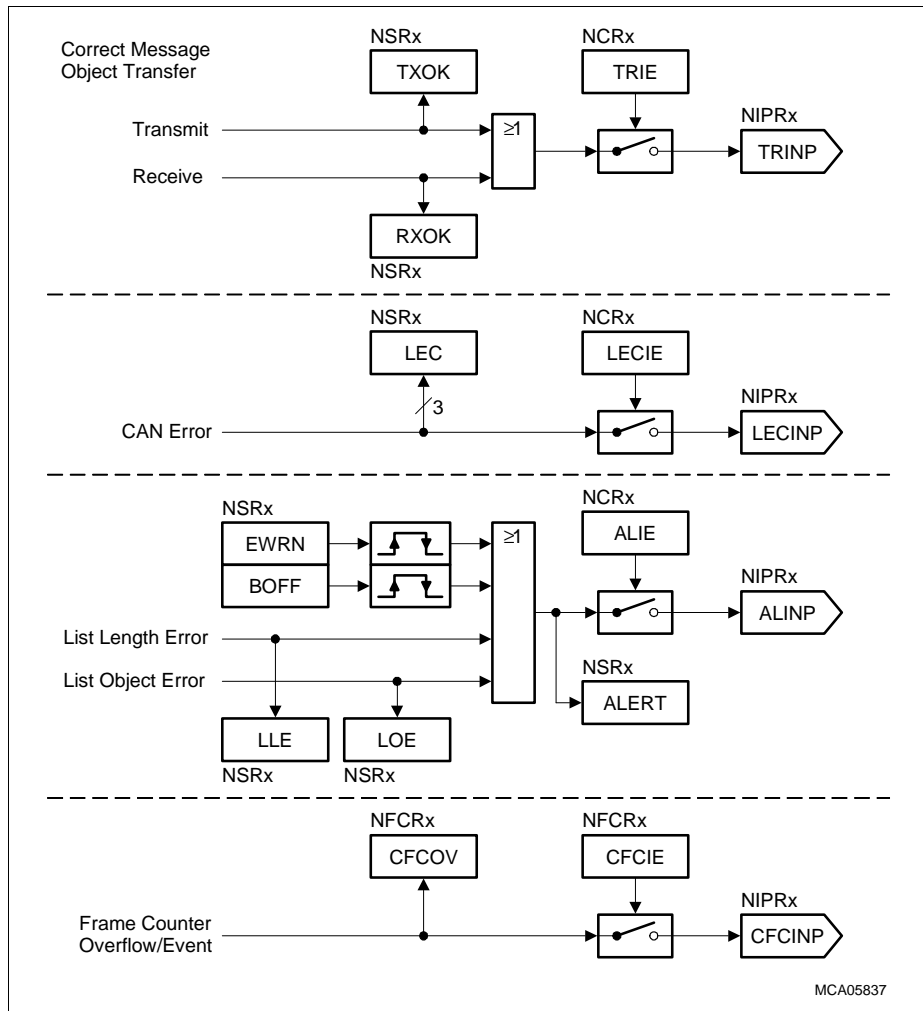 Correct Message
Object Transfer
NSRx
TXOK
NCRx
TRIE
Transmit
≥1
NIPRx
TRINP
Receive
RXOK
NSRx
NSRx
LEC
NCRx
LECIE
3
CAN Error
NIPRx
LECINP
NSRx
EWRN
BOFF
≥1
NCRx
ALIE
NIPRx
ALINP
List Length Error
List Object Error
NSRx
ALERT
LLE
NSRx
LOE
NSRx
NFCRx
CFCOV
NFCRx
CFCIE
Frame Counter
Overflow/Event
NIPRx
CFCINP
MCA05837